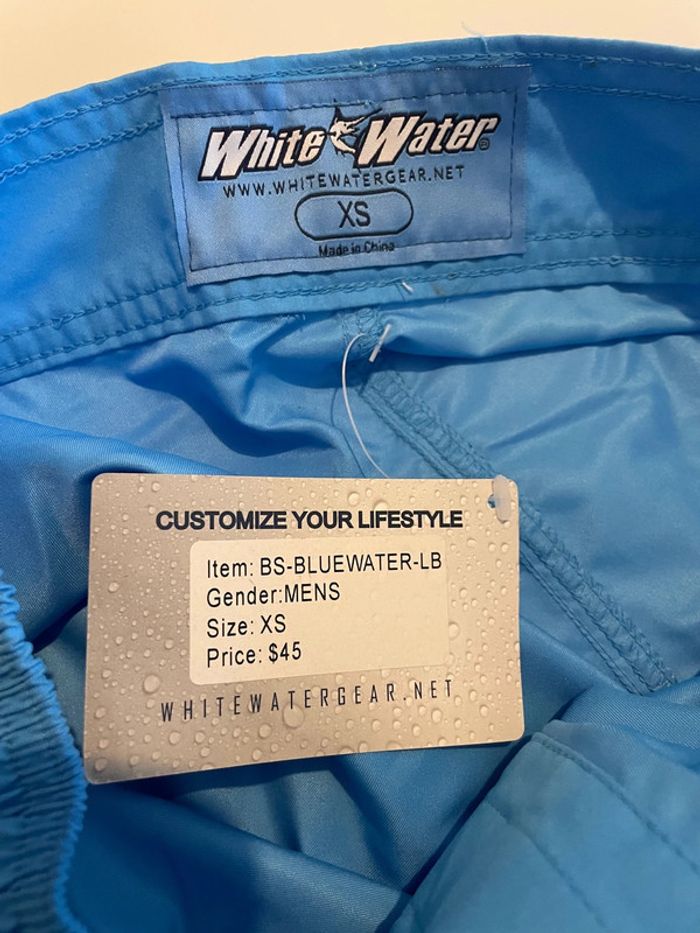 White Water®
WWW.WHITEWATERGEAR.NET
XS
Made in China
CUSTOMIZE YOUR LIFESTYLE
Item: BS-BLUEWATER-LB
Gender:MENS
Size: XS
Price: $45
WHITEWATERGEAR.NET